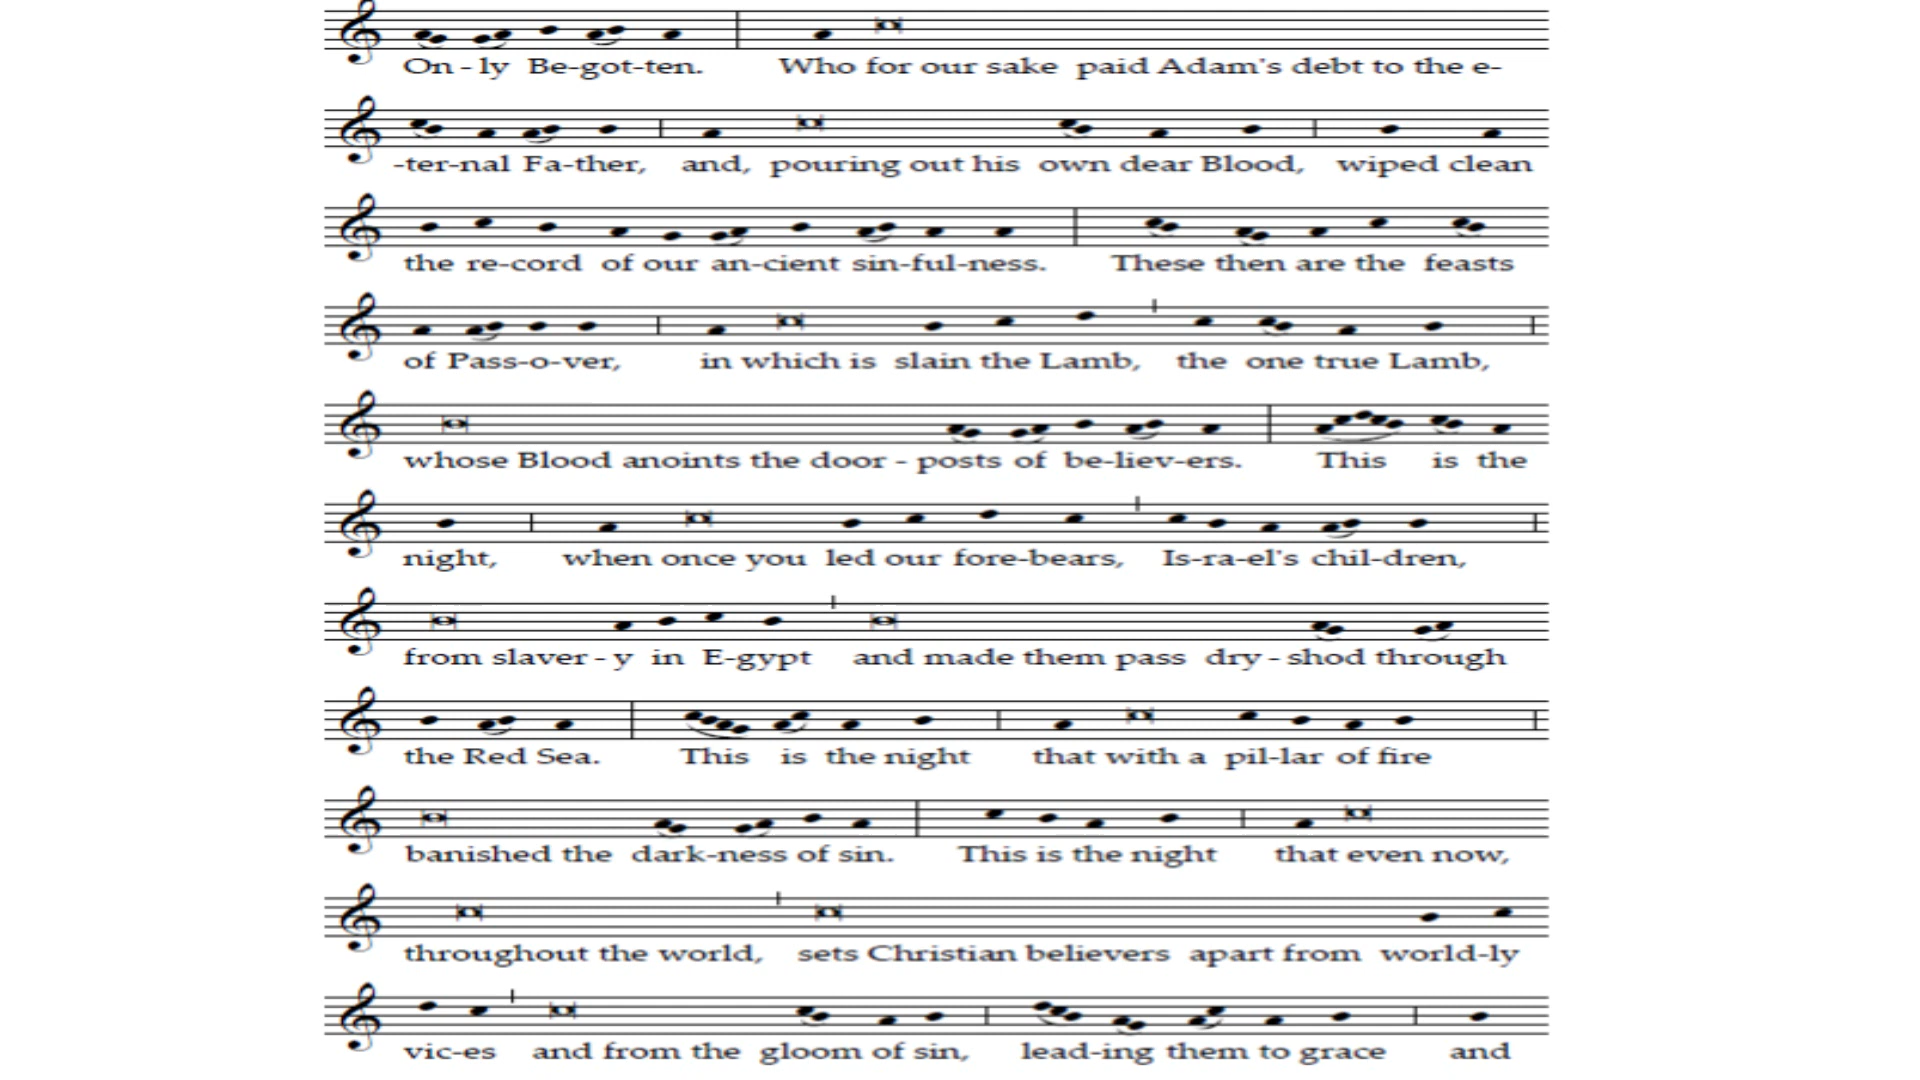 On - ly Be-got-ten. Who for our sake paid Adam's debt to the e-
-ter-nal Fa-ther, and, pouring out his own dear Blood, wiped clean
the re-cord of our an-cient sin-ful-ness. These then are the feasts
of Pass-o-ver, in which is slain the Lamb, the one true Lamb,
whose Blood anoints the door - posts of be-liev-ers. This is the
night, when once you led our fore-bears, Is-ra-el's chil-dren,
from slaver - y in E-gypt and made them pass dry - shod through
the Red Sea. This is the night that with a pil-lar of fire
banished the dark-ness of sin. This is the night that even now,
throughout the world, sets Christian believers apart from world-ly
vic-es and from the gloom of sin, lead-ing them to grace and